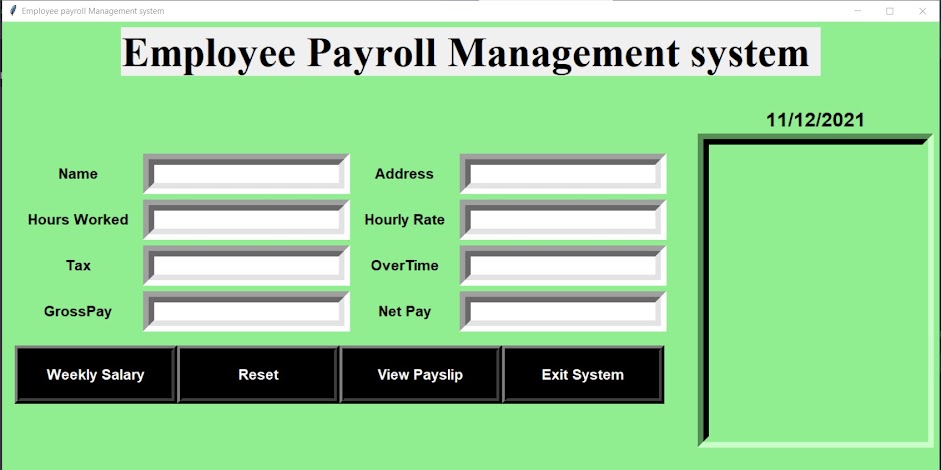 Employee payroll Management system
Employee Payroll Management system
11/12/2021
Name Address
Hours Worked Hourly Rate
Tax OverTime
GrossPay Net Pay
Weekly Salary Reset View Payslip Exit System